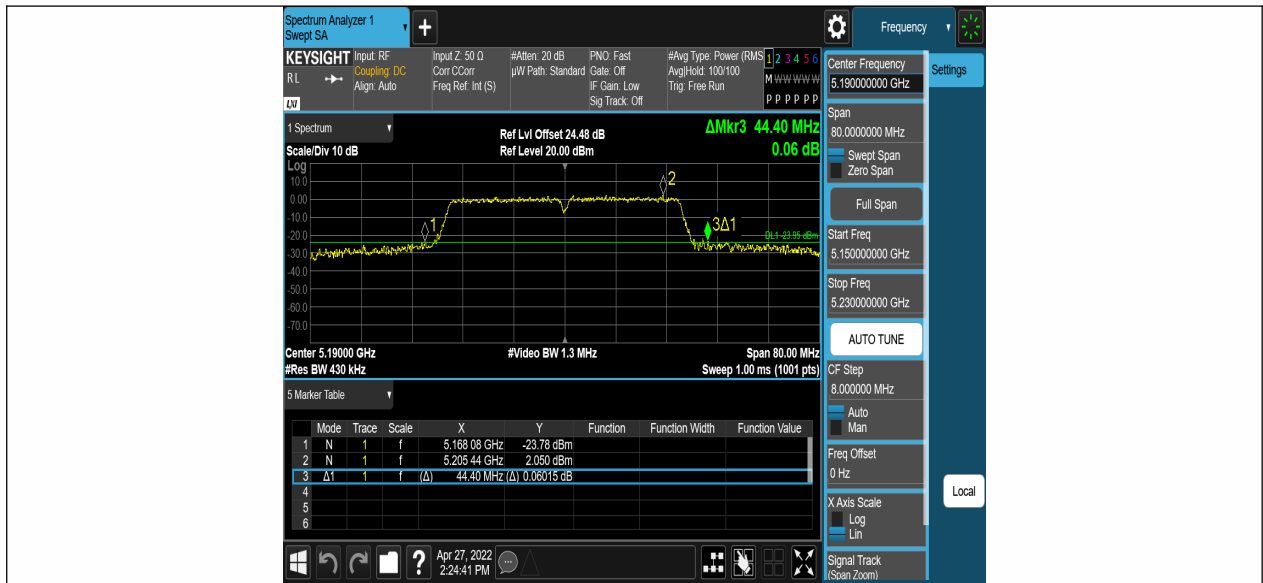 Spectrum Analyzer 1
Swept SA
+
Frequency
KEYSIGHT
RL
LXI
Input: RF
Coupling: DC
Align: Auto
Input Z: 50 Ω
Corr CCorr
Freq Ref: Int (S)
#Atten: 20 dB
µW Path: Standard
PNO: Fast
Gate: Off
IF Gain: Low
Sig Track: Off
#Avg Type: Power (RMS
Avg|Hold: 100/100
Trig: Free Run
1 2 3 4 5 6
M W W W W W
P P P P P P
1 Spectrum
Scale/Div 10 dB
Ref Lvl Offset 24.48 dB
Ref Level 20.00 dBm
ΔMkr3 44.40 MHz
0.06 dB
Log
10.0
0.00
-10.0
-20.0
-30.0
-40.0
-50.0
-60.0
-70.0
1
2
3Δ1
DL1 -23.95 dBm
Center 5.19000 GHz
#Video BW 1.3 MHz
Span 80.00 MHz
#Res BW 430 kHz
Sweep 1.00 ms (1001 pts)
5 Marker Table
Mode Trace Scale X Y Function Function Width Function Value
1 N 1 f 5.168 08 GHz -23.78 dBm
2 N 1 f 5.205 44 GHz 2.050 dBm
3 Δ1 1 f (Δ) 44.40 MHz (Δ) 0.06015 dB
4
5
6
?
Apr 27, 2022
2:24:41 PM
Center Frequency
5.190000000 GHz
Settings
Span
80.0000000 MHz
Swept Span
Zero Span
Full Span
Start Freq
5.150000000 GHz
Stop Freq
5.230000000 GHz
AUTO TUNE
CF Step
8.000000 MHz
Auto
Man
Freq Offset
0 Hz
X Axis Scale
Log
Lin
Local
Signal Track
(Span Zoom)